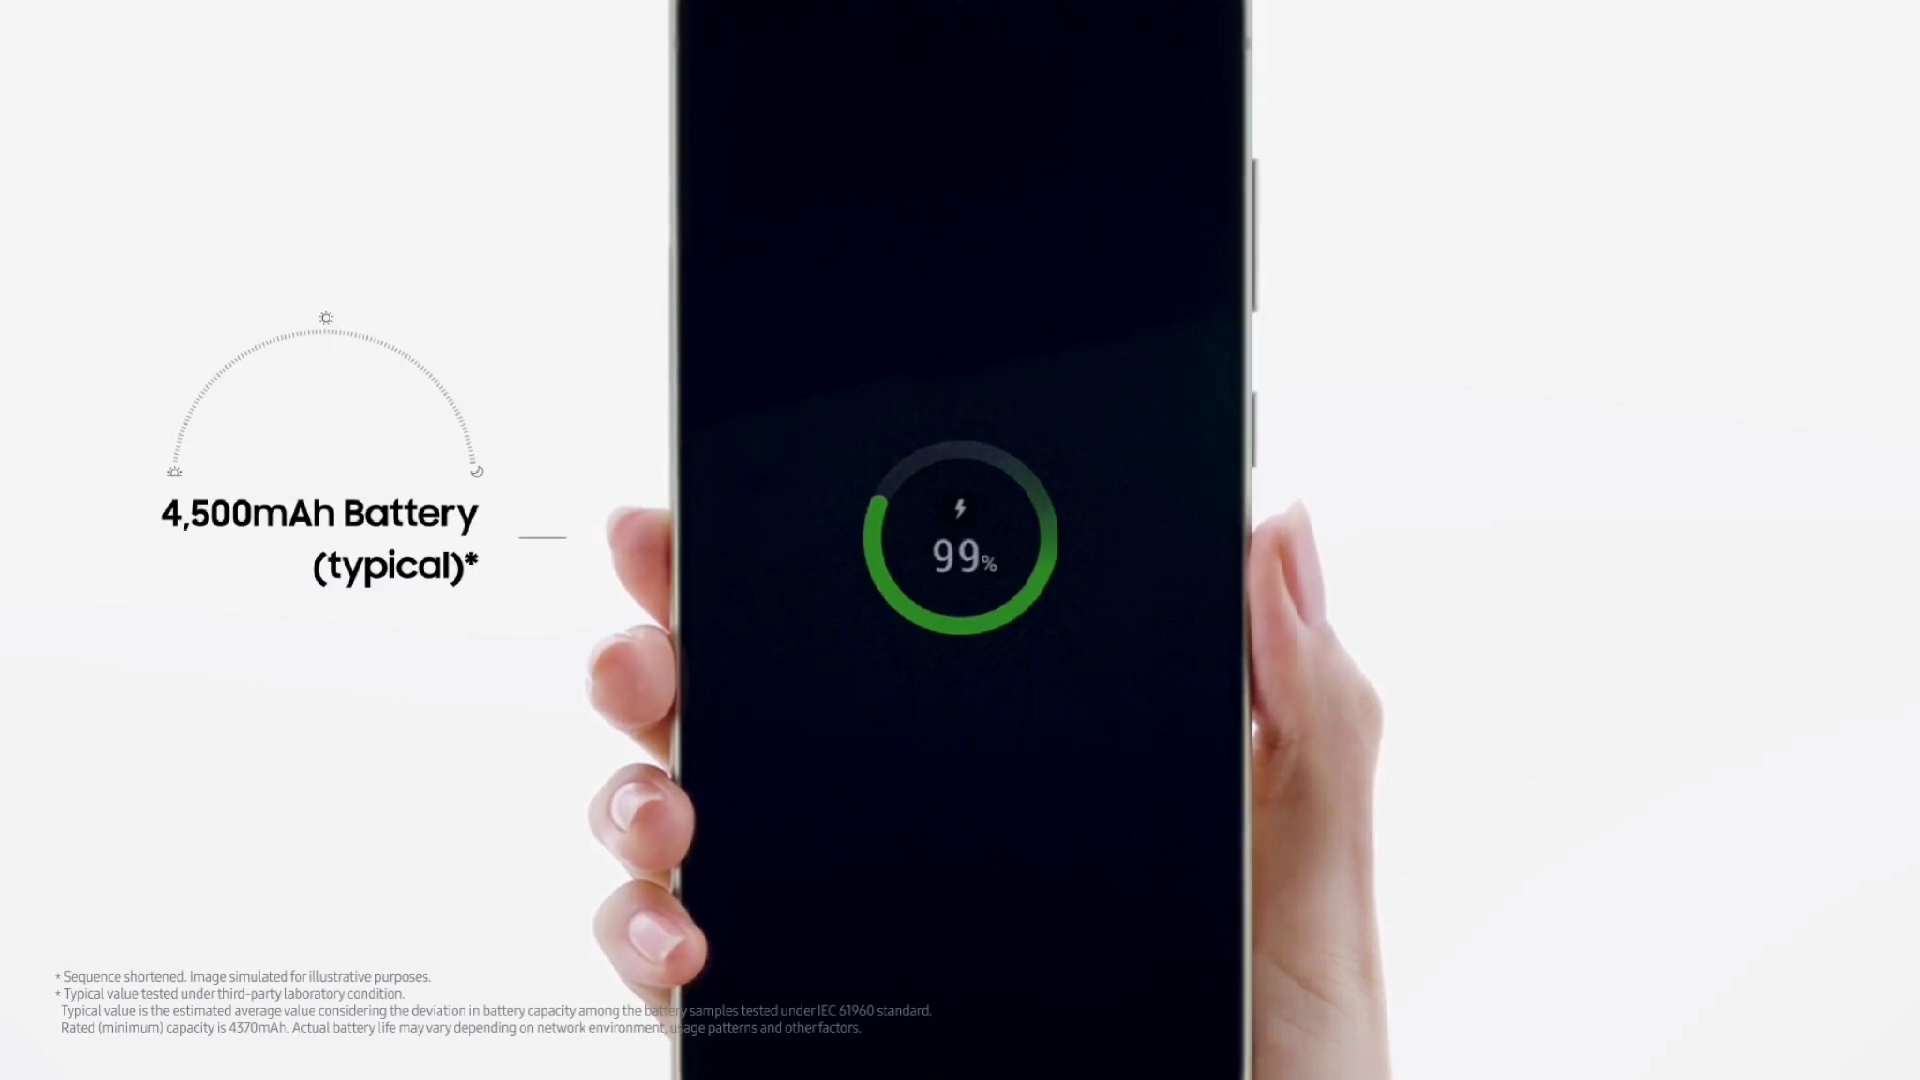 4,500mAh Battery
(typical)*
99%
* Sequence shortened. Image simulated for illustrative purposes.
* Typical value tested under third-party laboratory condition.
Typical value is the estimated average value considering the deviation in battery capacity among the battery samples tested under IEC 61960 standard.
Rated (minimum) capacity is 4370mAh. Actual battery life may vary depending on network environment, usage patterns and other factors.